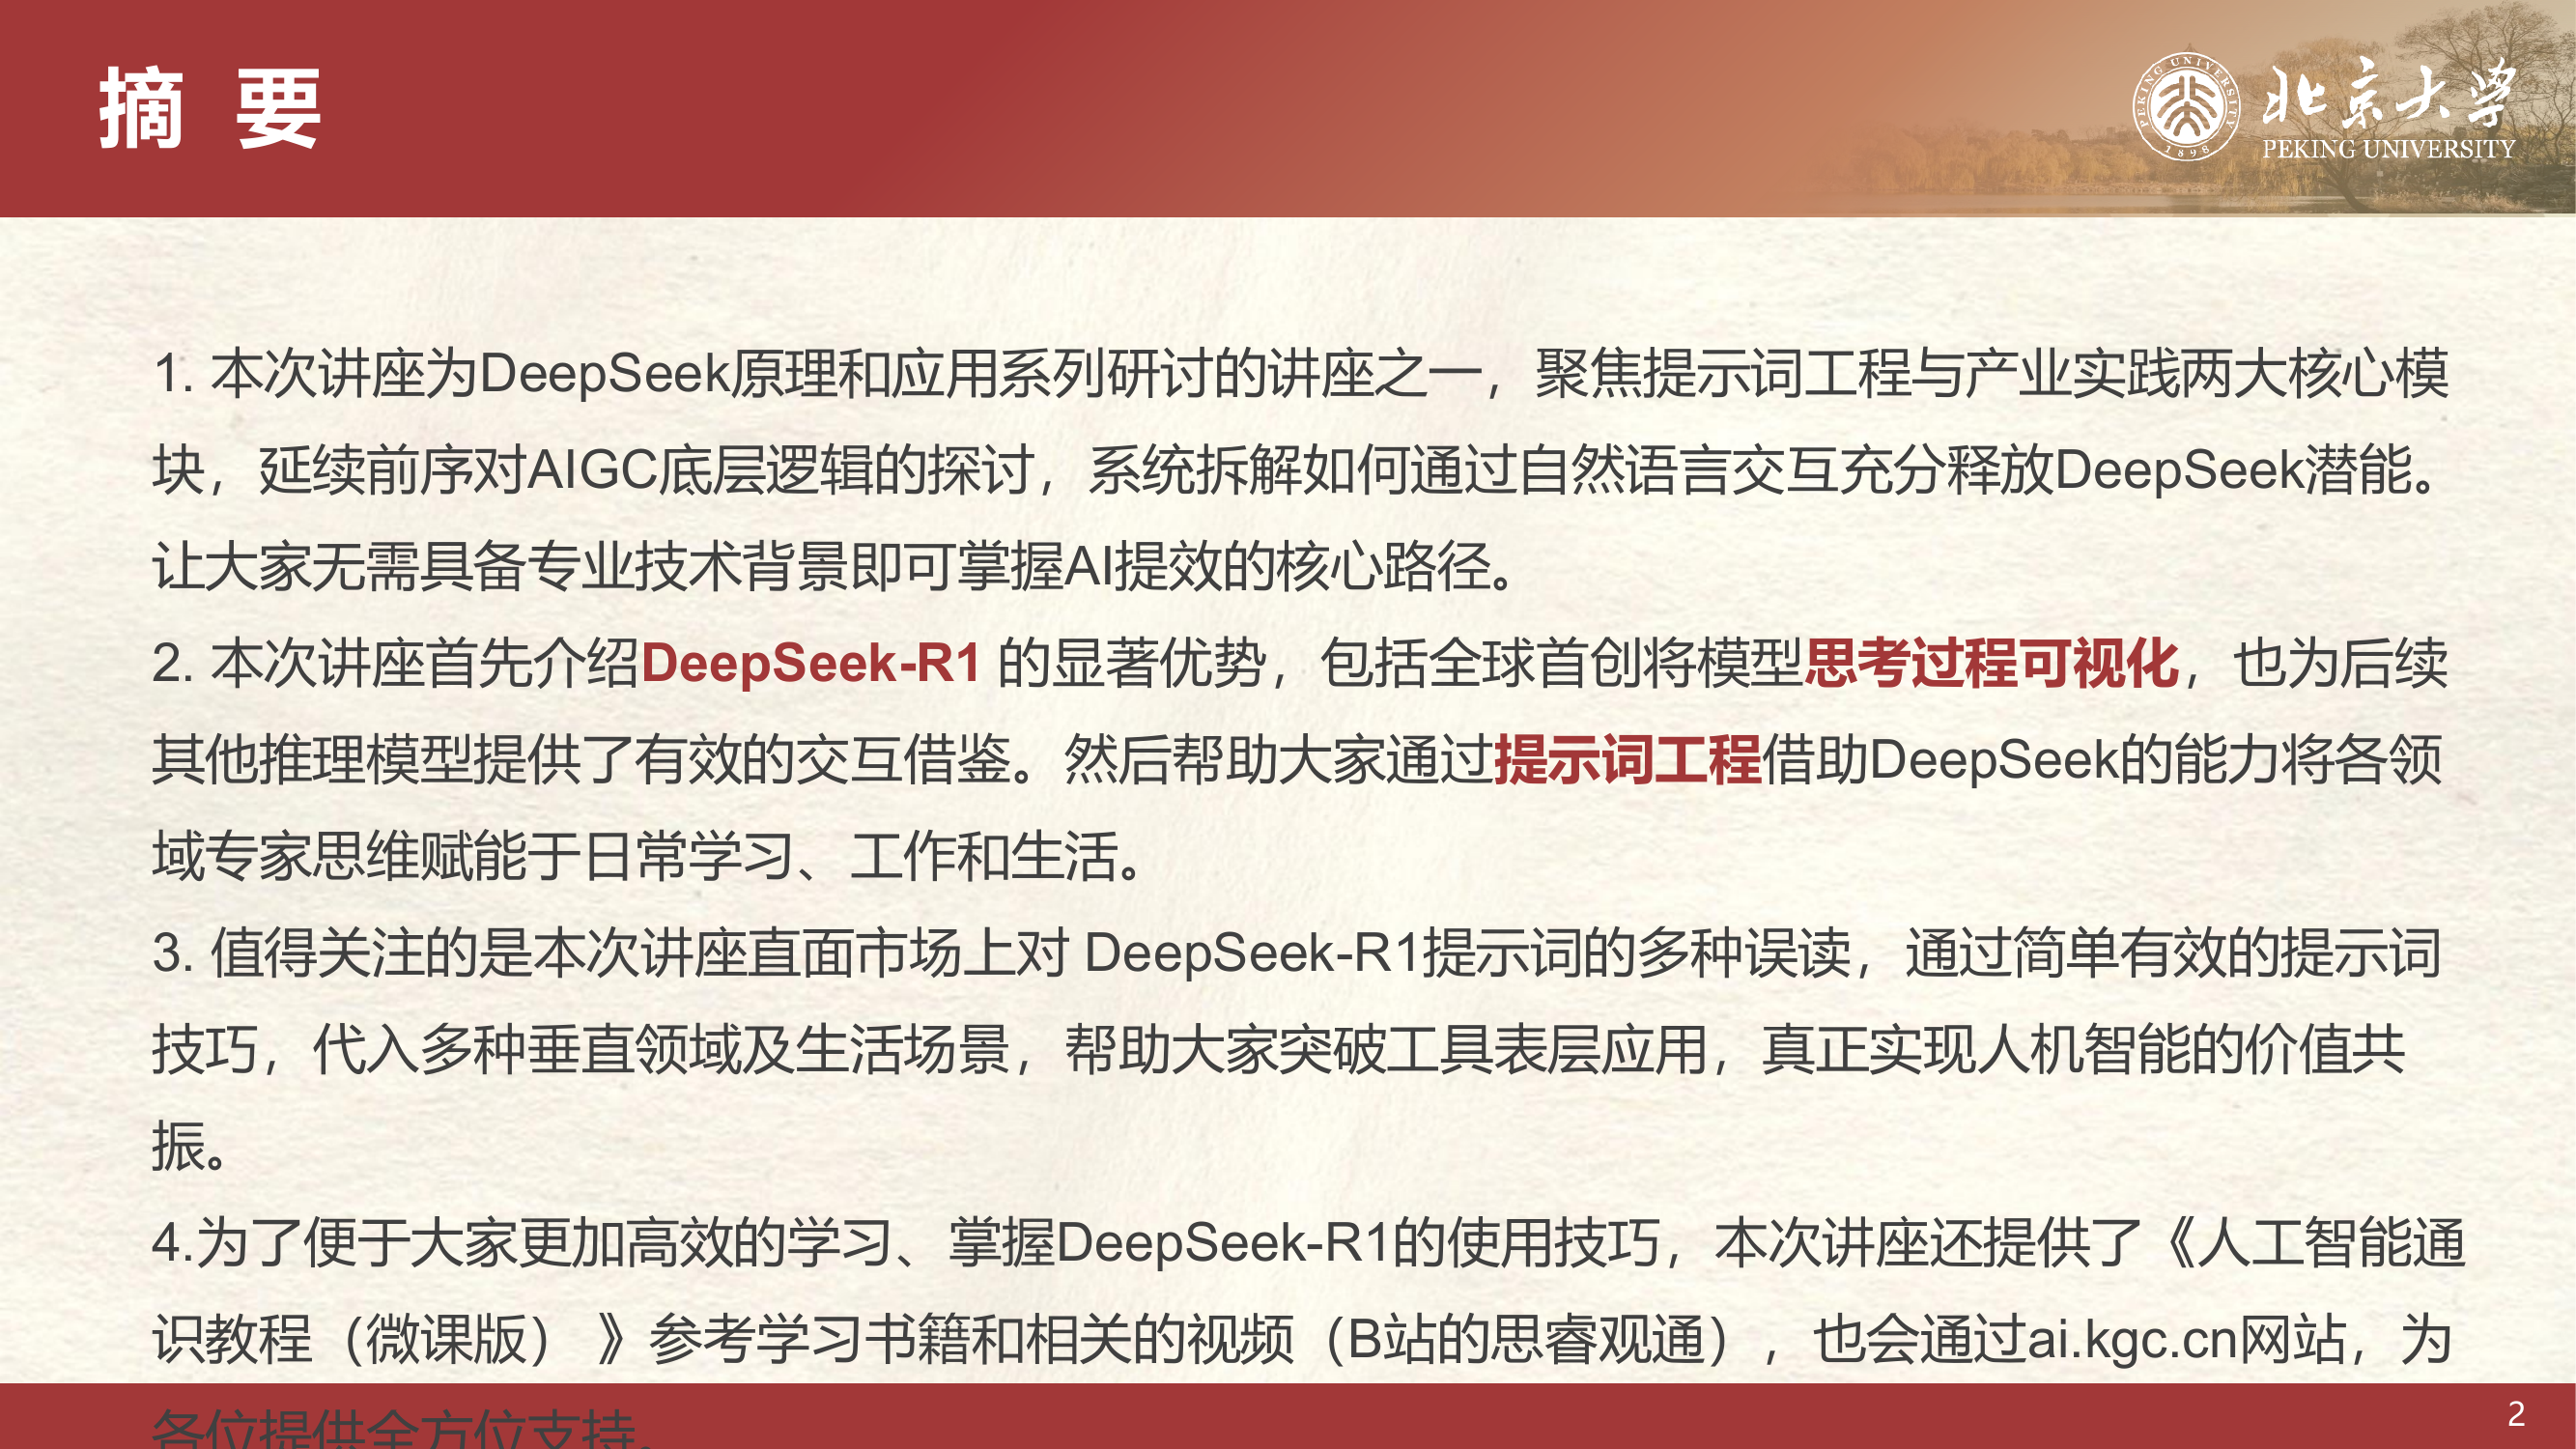 摘 要
PEKING UNIVERSITY
1898
北京大学
PEKING UNIVERSITY
1. 本次讲座为DeepSeek原理和应用系列研讨的讲座之一，聚焦提示词工程与产业实践两大核心模
块，延续前序对AIGC底层逻辑的探讨，系统拆解如何通过自然语言交互充分释放DeepSeek潜能。
让大家无需具备专业技术背景即可掌握AI提效的核心路径。
2. 本次讲座首先介绍DeepSeek-R1 的显著优势，包括全球首创将模型思考过程可视化，也为后续
其他推理模型提供了有效的交互借鉴。然后帮助大家通过提示词工程借助DeepSeek的能力将各领
域专家思维赋能于日常学习、工作和生活。
3. 值得关注的是本次讲座直面市场上对 DeepSeek-R1提示词的多种误读，通过简单有效的提示词
技巧，代入多种垂直领域及生活场景，帮助大家突破工具表层应用，真正实现人机智能的价值共
振。
4.为了便于大家更加高效的学习、掌握DeepSeek-R1的使用技巧，本次讲座还提供了《人工智能通
识教程（微课版） 》参考学习书籍和相关的视频（B站的思睿观通），也会通过ai.kgc.cn网站，为
各位提供全方位支持。
2